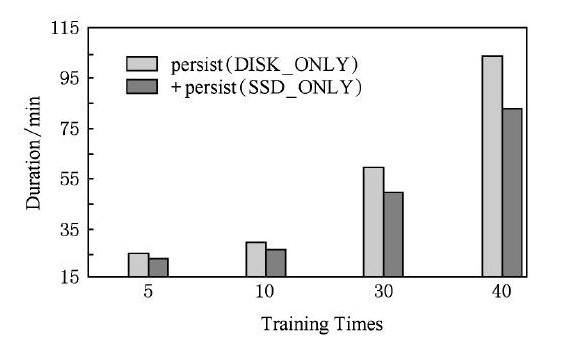 115
95
75
55
35
15
Duration/min
persist(DISK_ONLY)
+persist(SSD_ONLY)
5 10 30 40
Training Times